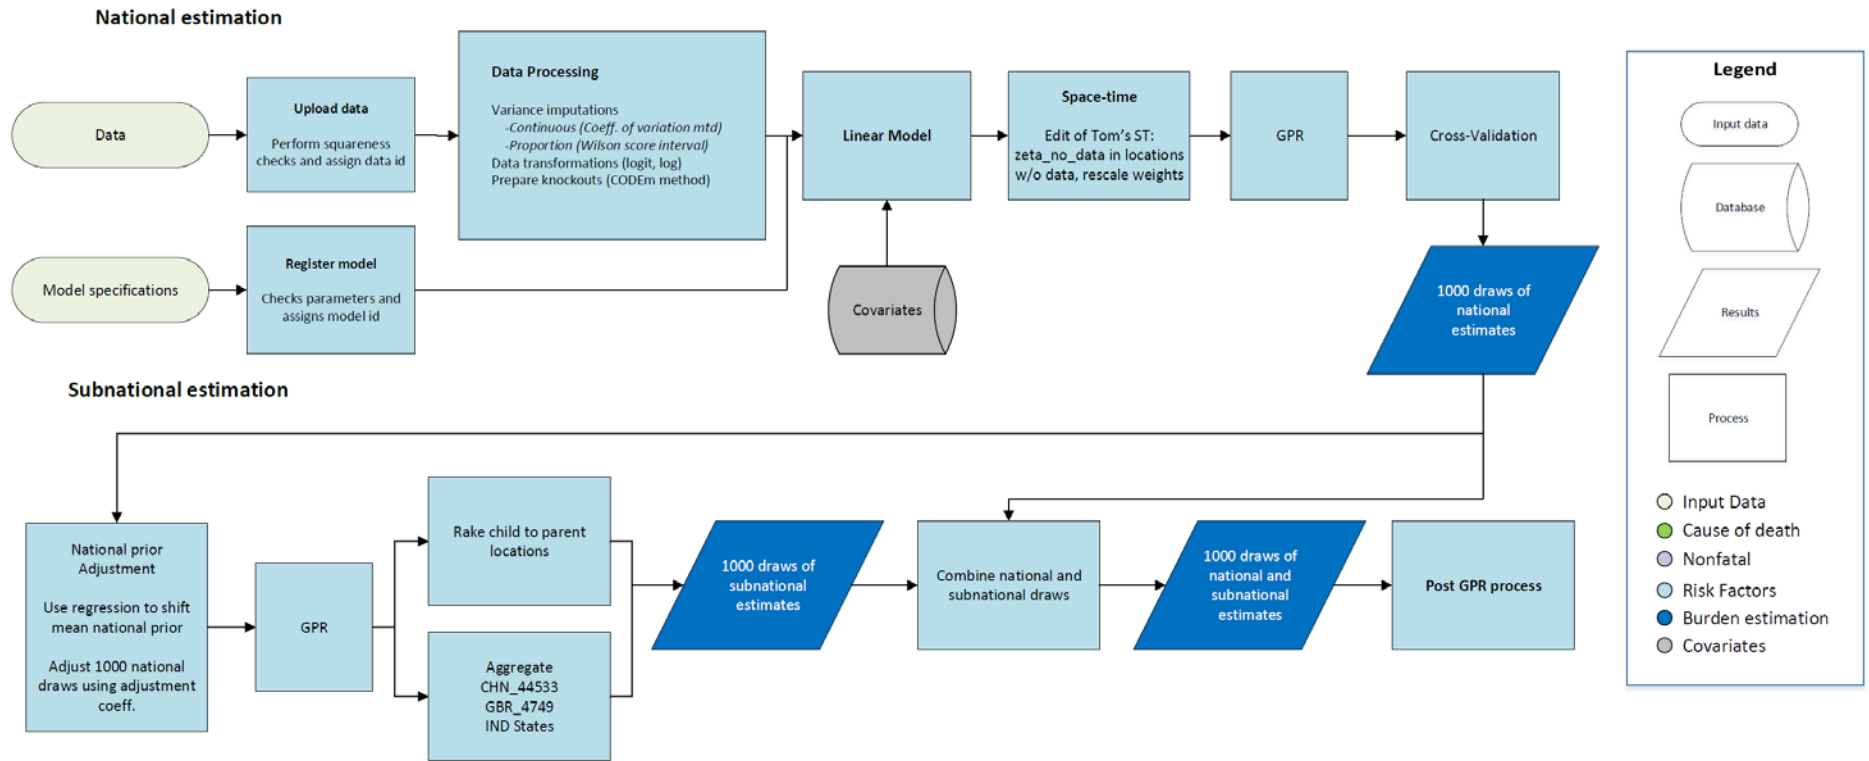 National estimation
Data
Upload data
Perform squareness
checks and assign data id
Data Processing
Variance imputations
-Continuous (Coeff. of variation mtd)
-Proportion (Wilson score interval)
Data transformations (logit, log)
Prepare knockouts (CODEm method)
Linear Model
Space-time
Edit of Tom's ST:
zeta_no_data in locations
w/o data, rescale weights
GPR
Cross-Validation
Model specifications
Register model
Checks parameters and
assigns model id
Covariates
1000 draws of
national
estimates
Subnational estimation
National prior
Adjustment
Use regression to shift
mean national prior
Adjust 1000 national
draws using adjustment
coeff.
GPR
Rake child to parent
locations
Aggregate
CHN_44533
GBR_4749
IND States
1000 draws of
subnational
estimates
Combine national and
subnational draws
1000 draws of
national and
subnational
estimates
Post GPR process
Legend
Input data
Database
Results
Process
Input Data
Cause of death
Nonfatal
Risk Factors
Burden estimation
Covariates